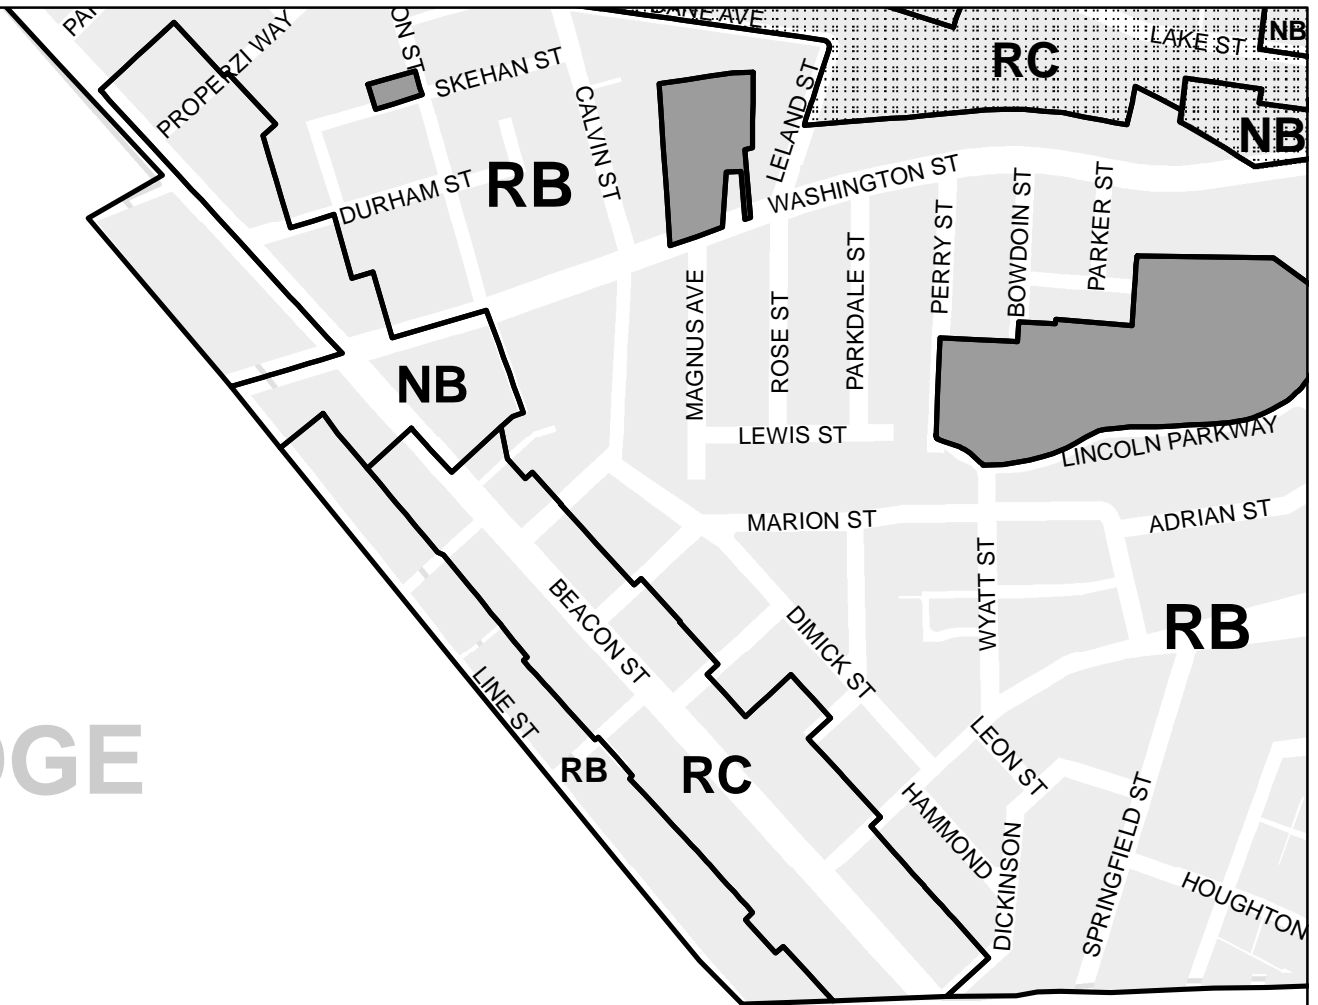 PROPERZI WAY
SKEHAN ST
CALVIN ST
LELAND ST
RC
LAKE ST
NB
NB
DURHAM ST
RB
WASHINGTON ST
MAGNUS AVE
ROSE ST
PARKDALE ST
PERRY ST
BOWDOIN ST
PARKER ST
NB
LEWIS ST
LINCOLN PARKWAY
MARION ST
ADRIAN ST
WYATT ST
BEACON ST
DIMICK ST
RB
LINE ST
RB
RC
LEON ST
HAMMOND
DICKINSON
SPRINGFIELD ST
HOUGHTON